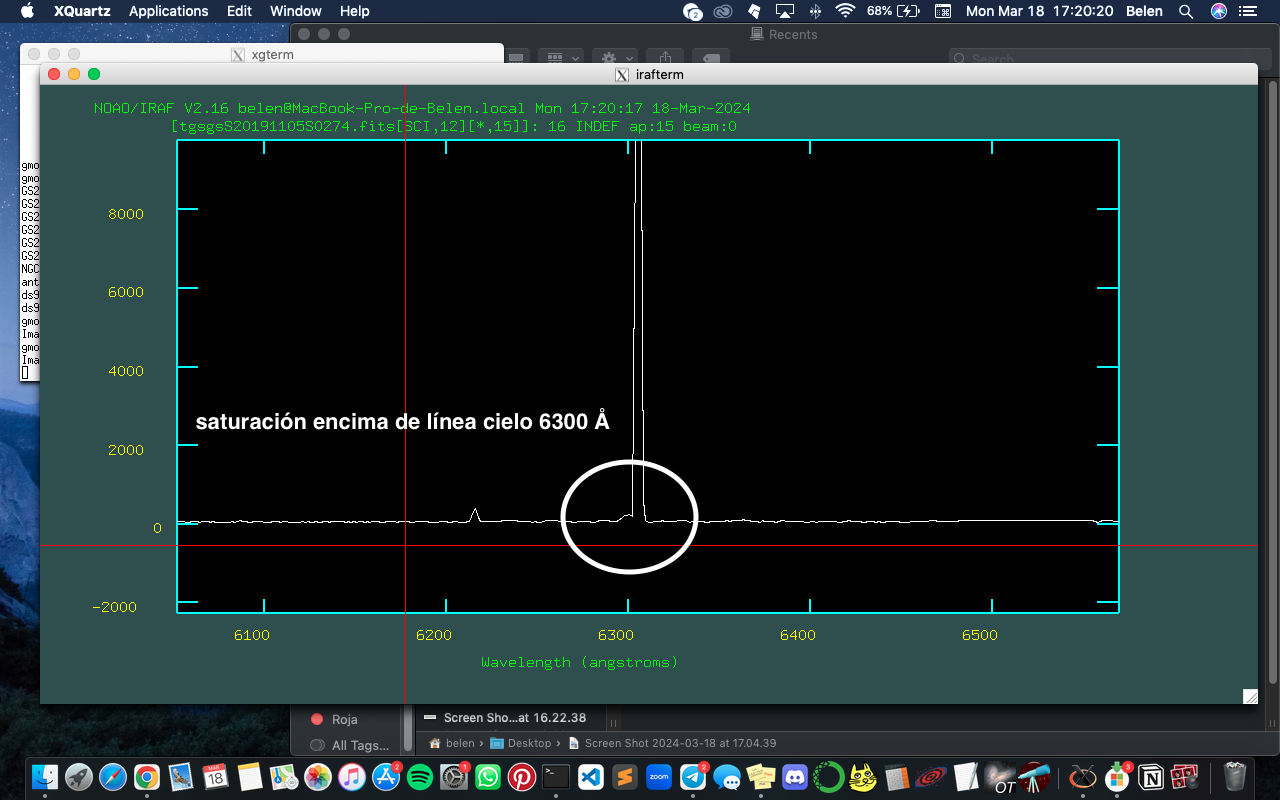 XQuartz Applications Edit Window Help 2 68% Mon Mar 18 17:20:20 Belen
Recents
xgterm
Search
irafterm
NOAO/IRAF V2.16 belen@MacBook-Pro-de-Belen.local Mon 17:20:17 18-Mar-2024
[tgsgsS20191105S0274.fits[SCI,12][*,15]]: 16 INDEF ap:15 beam:0
gmo
gmo
GS2
GS2
GS2
GS2
GS2
GS2
NGC
ant
ds9
ds9
gmo
Ima
gmo
Ima
8000
6000
4000
2000
0
-2000
saturación encima de línea cielo 6300 Å
6100 6200 6300 6400 6500
Wavelength (angstroms)
Roja
Screen Sho...at 16.22.38
All Tags...
belen › Desktop › Screen Shot 2024-03-18 at 17.04.39
MAR
18
2
1
zoom
2
OT
3